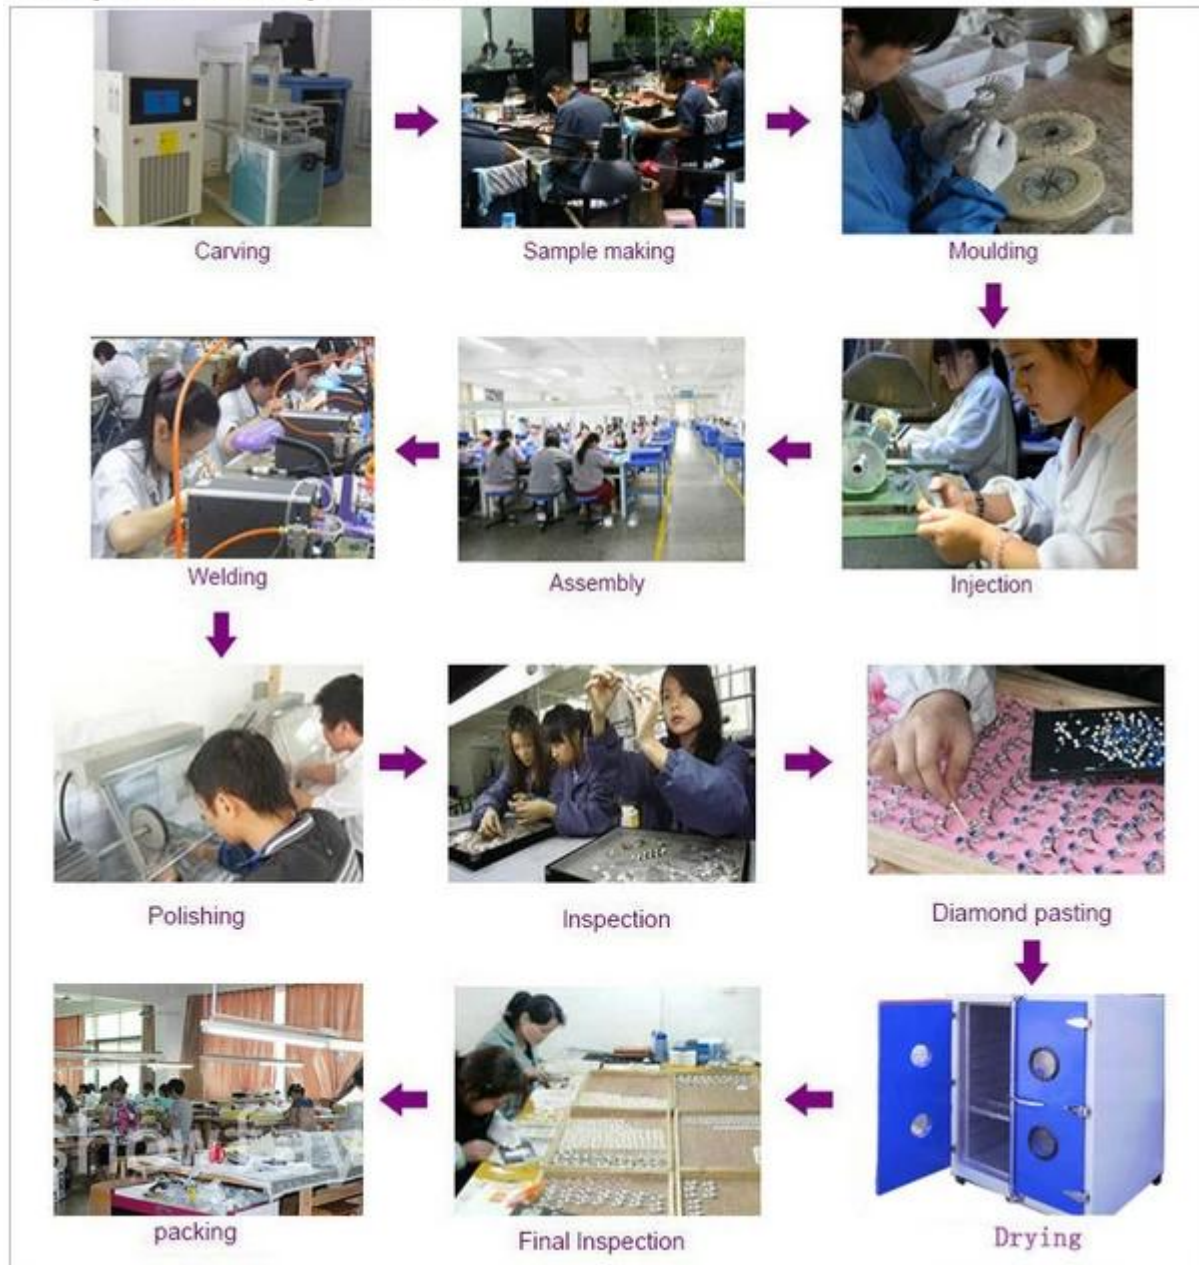 Carving
Sample making
Moulding
Welding
Assembly
Injection
Polishing
Inspection
Diamond pasting
packing
Final Inspection
Drying